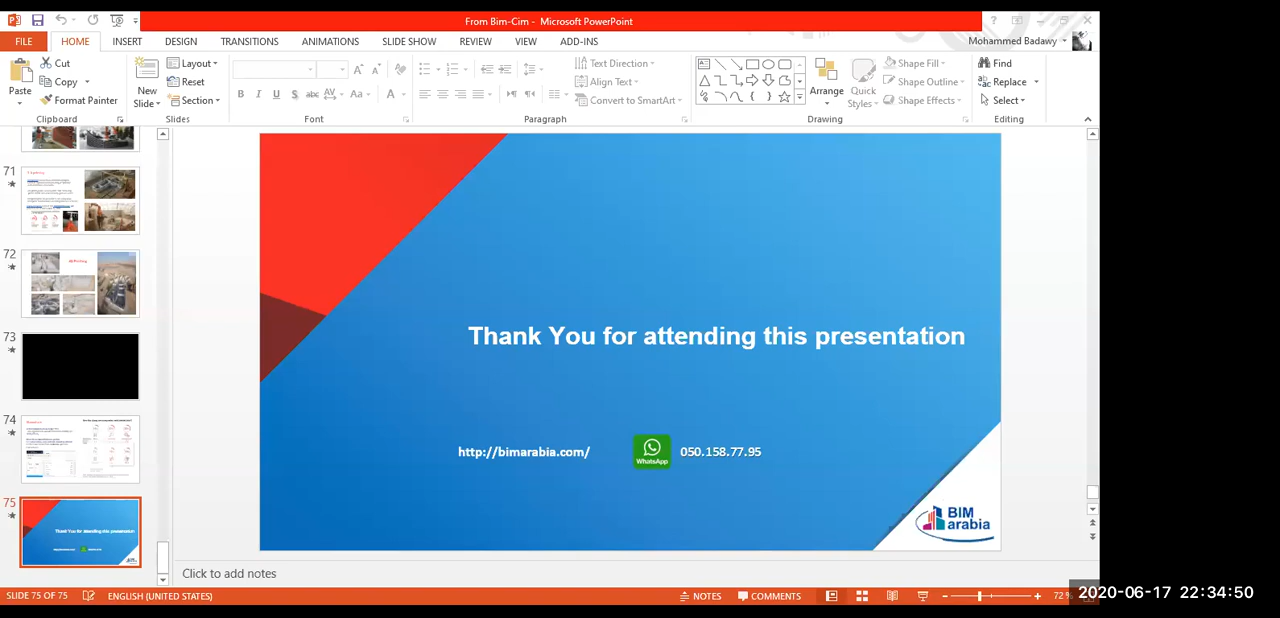 From Bim-Cim - Microsoft PowerPoint
FILE
HOME
INSERT
DESIGN
TRANSITIONS
ANIMATIONS
SLIDE SHOW
REVIEW
VIEW
ADD-INS
Mohammed Badawy
Paste
Cut
Copy
Format Painter
Clipboard
New Slide
Layout
Reset
Section
Slides
B I U S abc AV Aa A
Font
Text Direction
Align Text
Convert to SmartArt
Paragraph
Arrange
Quick Styles
Shape Fill
Shape Outline
Shape Effects
Drawing
Find
Replace
Select
Editing
71
72
73
74
75
Thank You for attending this presentation
http://bimarabia.com/
WhatsApp
050.158.77.95
BIM
arabia
Click to add notes
SLIDE 75 OF 75
ENGLISH (UNITED STATES)
NOTES
COMMENTS
72 %
2020-06-17 22:34:50